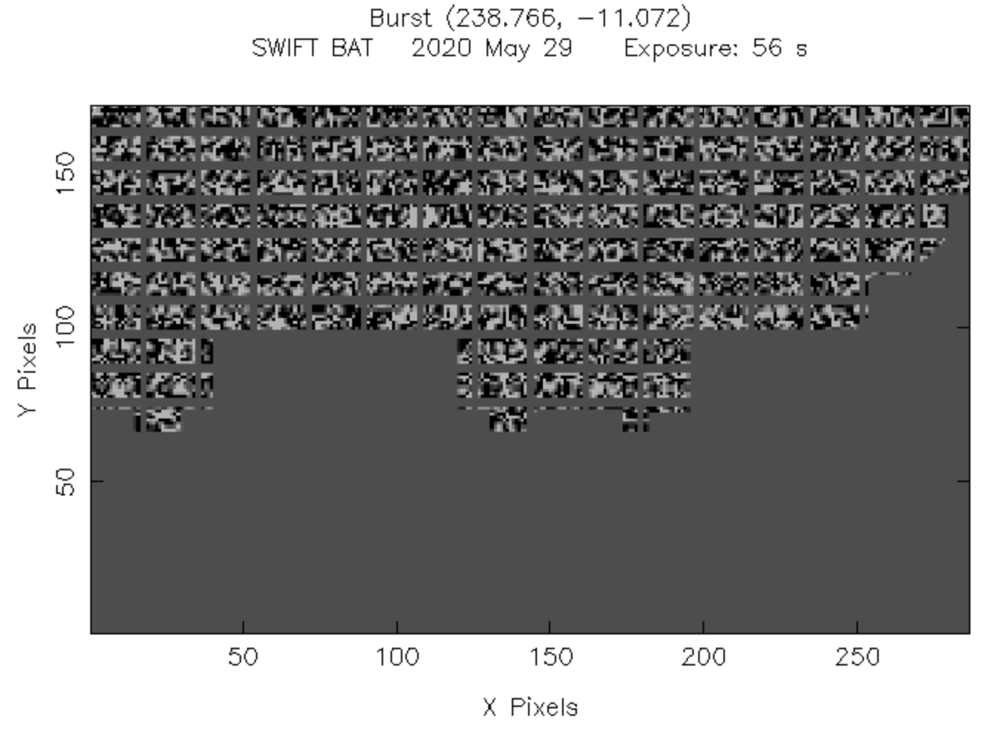 Burst (238.766, −11.072)
SWIFT BAT 2020 May 29 Exposure: 56 s
150
100
50
Y Pixels
50 100 150 200 250
X Pixels